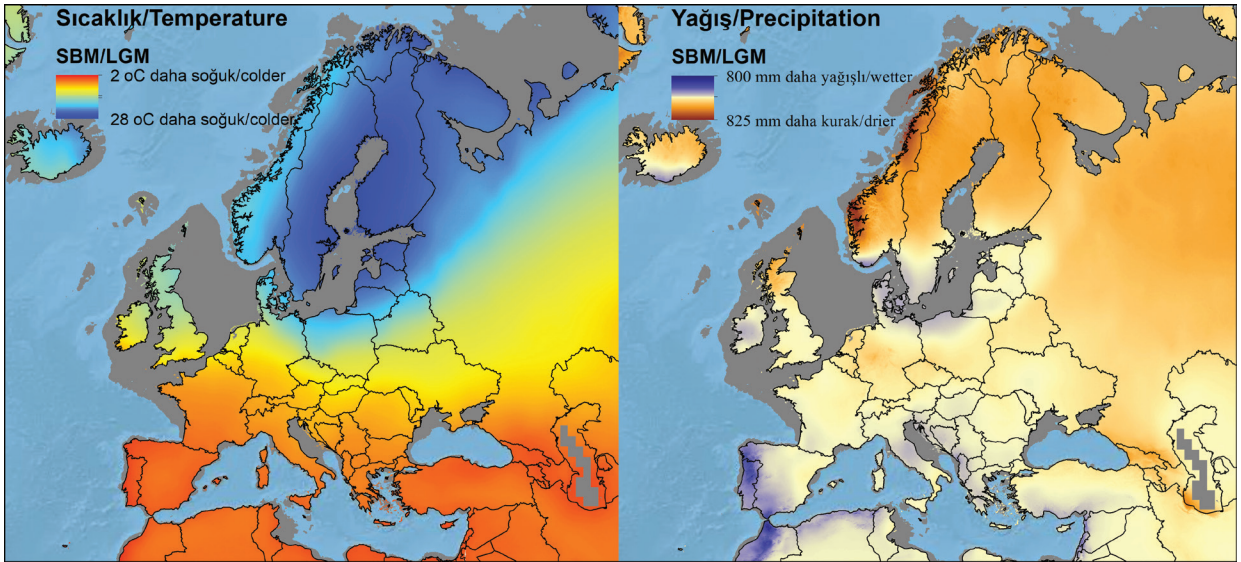 Sıcaklık/Temperature
SBM/LGM
2 oC daha soğuk/colder
28 oC daha soğuk/colder
Yağış/Precipitation
SBM/LGM
800 mm daha yağışlı/wetter
825 mm daha kurak/drier